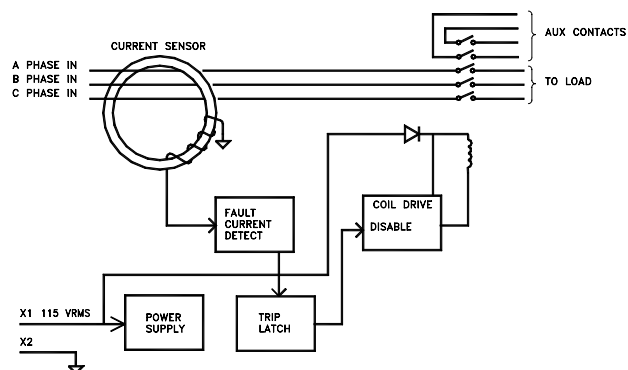 AUX CONTACTS
CURRENT SENSOR
A PHASE IN
B PHASE IN
C PHASE IN
TO LOAD
COIL DRIVE
DISABLE
FAULT
CURRENT
DETECT
X1 115 VRMS
POWER
SUPPLY
TRIP
LATCH
X2